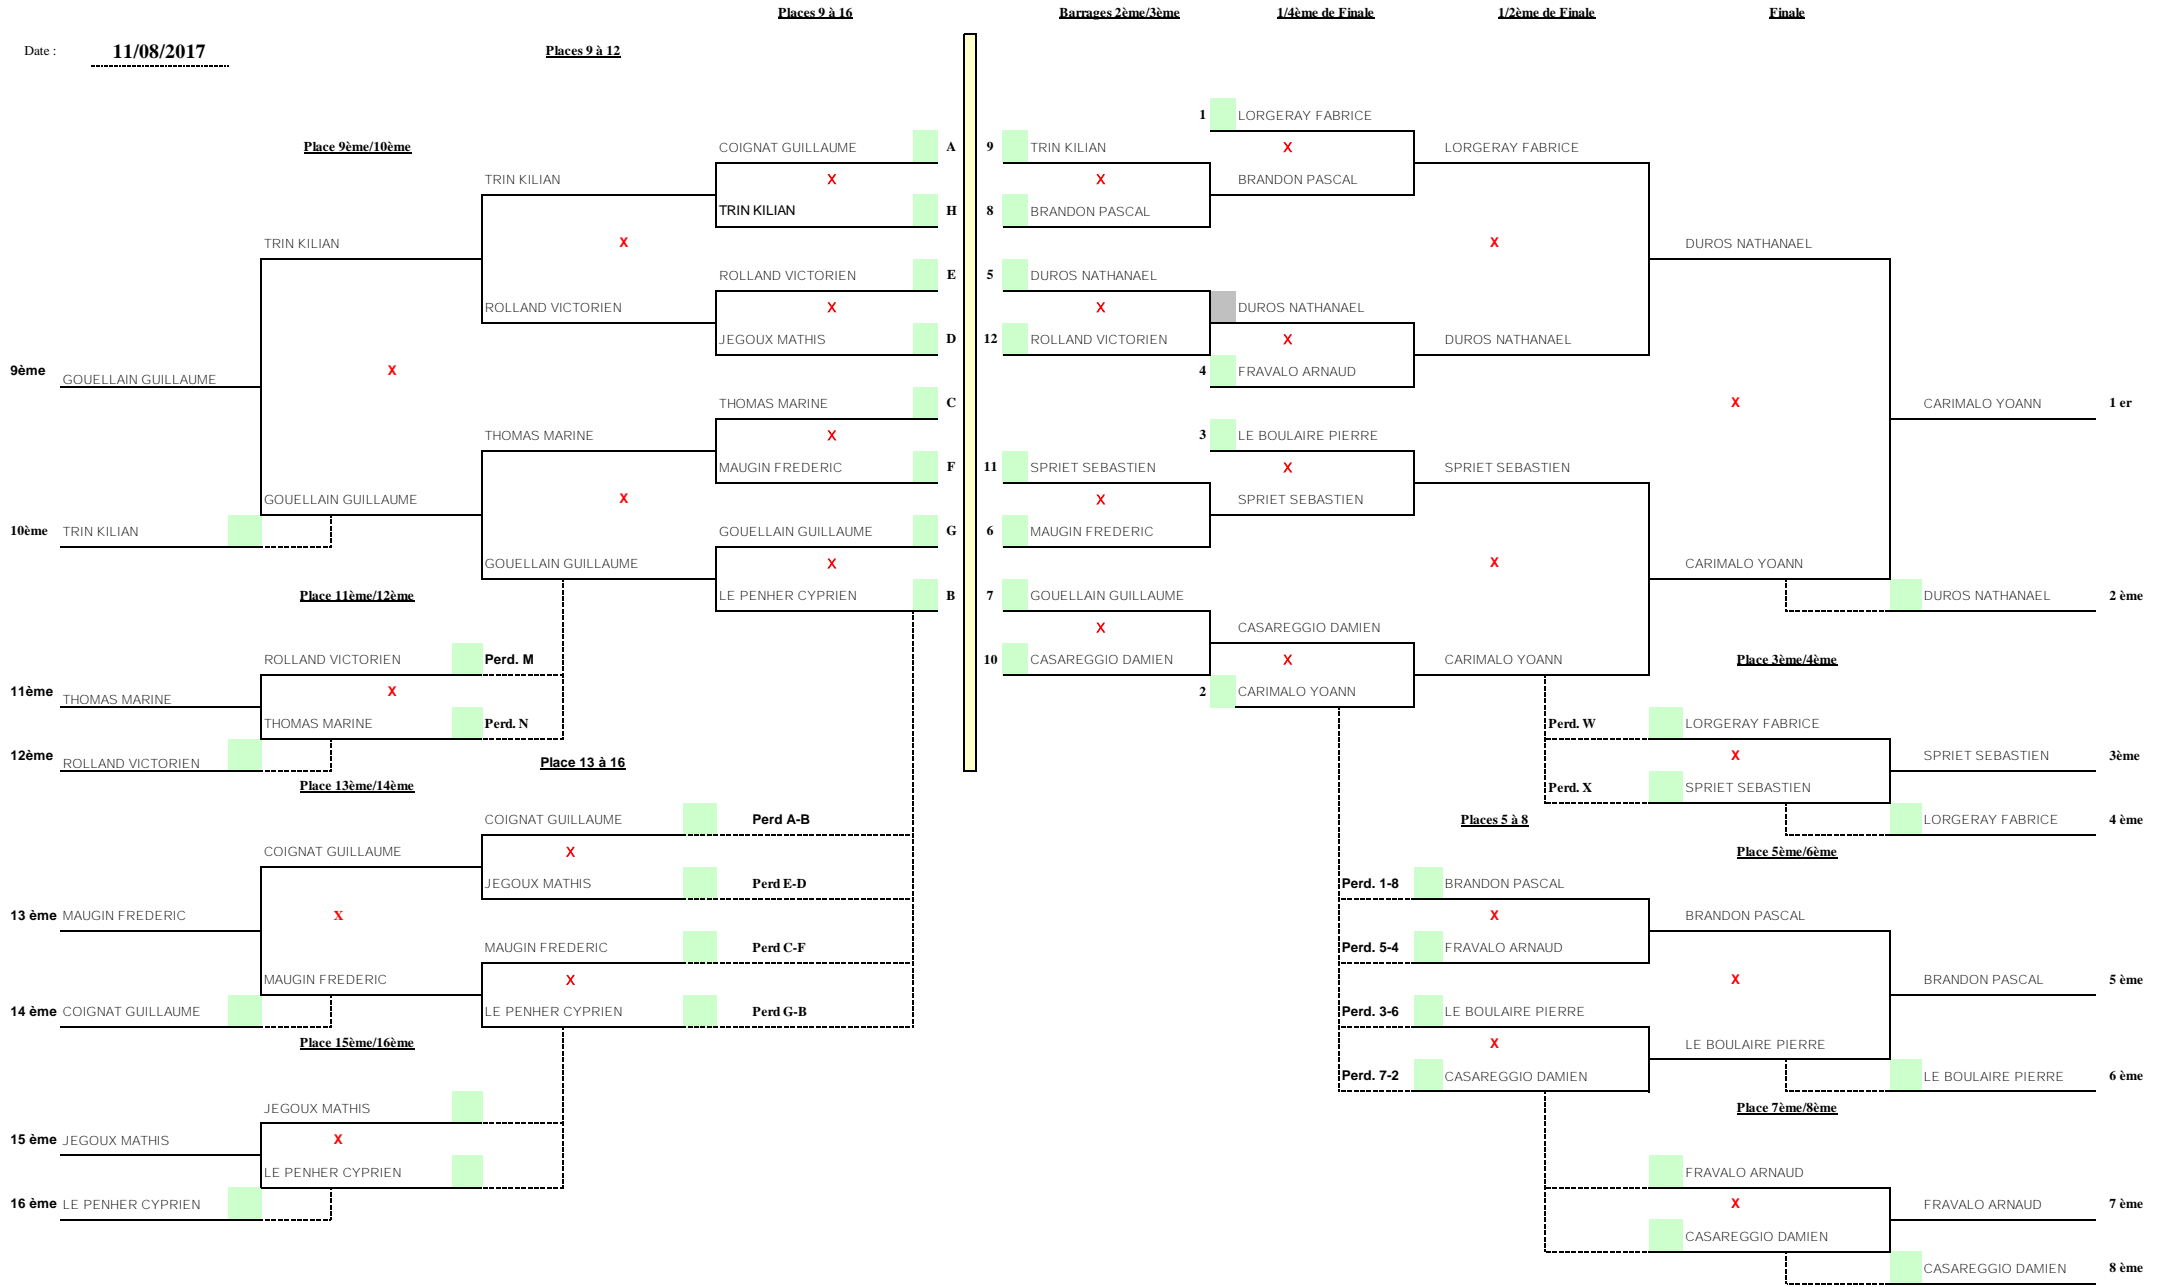 Places 9 à 16 Barrages 2ème/3ème 1/4ème de Finale 1/2ème de Finale Finale
Date : 11/08/2017 Places 9 à 12
1 LORGERAY FABRICE
Place 9ème/10ème COIGNAT GUILLAUME A 9 TRIN KILIAN X LORGERAY FABRICE
TRIN KILIAN X X BRANDON PASCAL
TRIN KILIAN H 8 BRANDON PASCAL
TRIN KILIAN X X DUROS NATHANAEL
ROLLAND VICTORIEN E 5 DUROS NATHANAEL
ROLLAND VICTORIEN X X DUROS NATHANAEL
JEGOUX MATHIS D 12 ROLLAND VICTORIEN X DUROS NATHANAEL
9ème GOUELLAIN GUILLAUME X 4 FRAVALO ARNAUD
THOMAS MARINE C X CARIMALO YOANN 1 er
THOMAS MARINE X 3 LE BOULAIRE PIERRE
MAUGIN FREDERIC F 11 SPRIET SEBASTIEN X SPRIET SEBASTIEN
GOUELLAIN GUILLAUME X X SPRIET SEBASTIEN
10ème TRIN KILIAN GOUELLAIN GUILLAUME G 6 MAUGIN FREDERIC
GOUELLAIN GUILLAUME X X CARIMALO YOANN
Place 11ème/12ème LE PENHER CYPRIEN B 7 GOUELLAIN GUILLAUME DUROS NATHANAEL 2 ème
X CASAREGGIO DAMIEN
ROLLAND VICTORIEN Perd. M 10 CASAREGGIO DAMIEN X CARIMALO YOANN Place 3ème/4ème
11ème THOMAS MARINE X 2 CARIMALO YOANN
THOMAS MARINE Perd. N Perd. W LORGERAY FABRICE
12ème ROLLAND VICTORIEN Place 13 à 16 X SPRIET SEBASTIEN 3ème
Place 13ème/14ème Perd. X SPRIET SEBASTIEN
COIGNAT GUILLAUME Perd A-B Places 5 à 8 LORGERAY FABRICE 4 ème
COIGNAT GUILLAUME X Place 5ème/6ème
JEGOUX MATHIS Perd E-D Perd. 1-8 BRANDON PASCAL
13 ème MAUGIN FREDERIC X X BRANDON PASCAL
MAUGIN FREDERIC Perd C-F Perd. 5-4 FRAVALO ARNAUD
MAUGIN FREDERIC X X BRANDON PASCAL 5 ème
14 ème COIGNAT GUILLAUME LE PENHER CYPRIEN Perd G-B Perd. 3-6 LE BOULAIRE PIERRE
Place 15ème/16ème X LE BOULAIRE PIERRE
Perd. 7-2 CASAREGGIO DAMIEN LE BOULAIRE PIERRE 6 ème
JEGOUX MATHIS Place 7ème/8ème
15 ème JEGOUX MATHIS X
LE PENHER CYPRIEN FRAVALO ARNAUD
16 ème LE PENHER CYPRIEN X FRAVALO ARNAUD 7 ème
CASAREGGIO DAMIEN
CASAREGGIO DAMIEN 8 ème